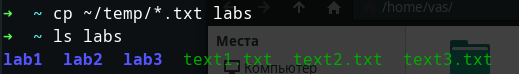 → ~ cp ~/temp/*.txt labs
→ ~ ls labs
lab1 lab2 lab3 text1.txt text2.txt text3.txt
/home/vas/
Места
Компьютер